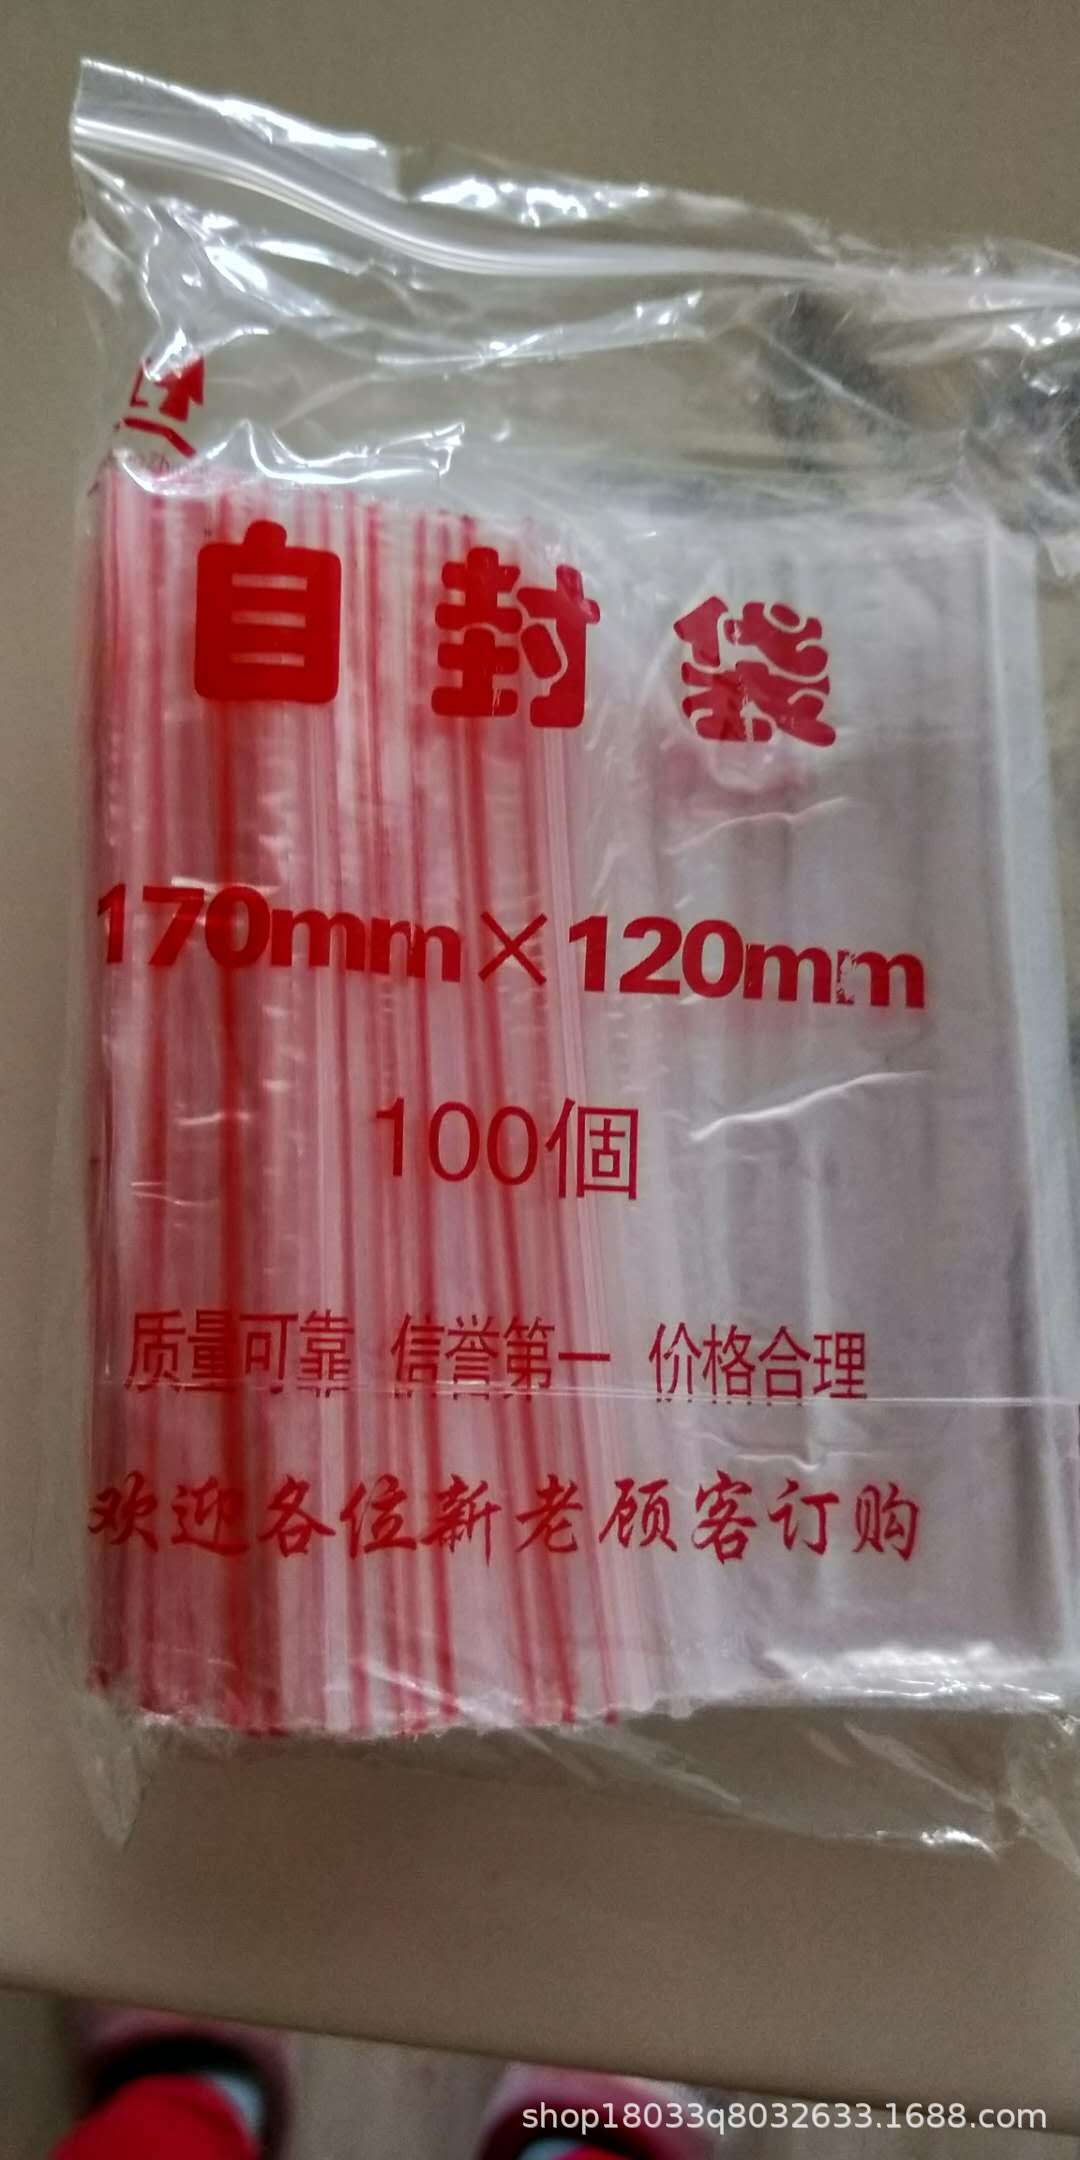 自封袋
170mm×120mm
100個
质量可靠 信誉第一 价格合理
欢迎各位新老顾客订购
shop18033q8032633.1688.com